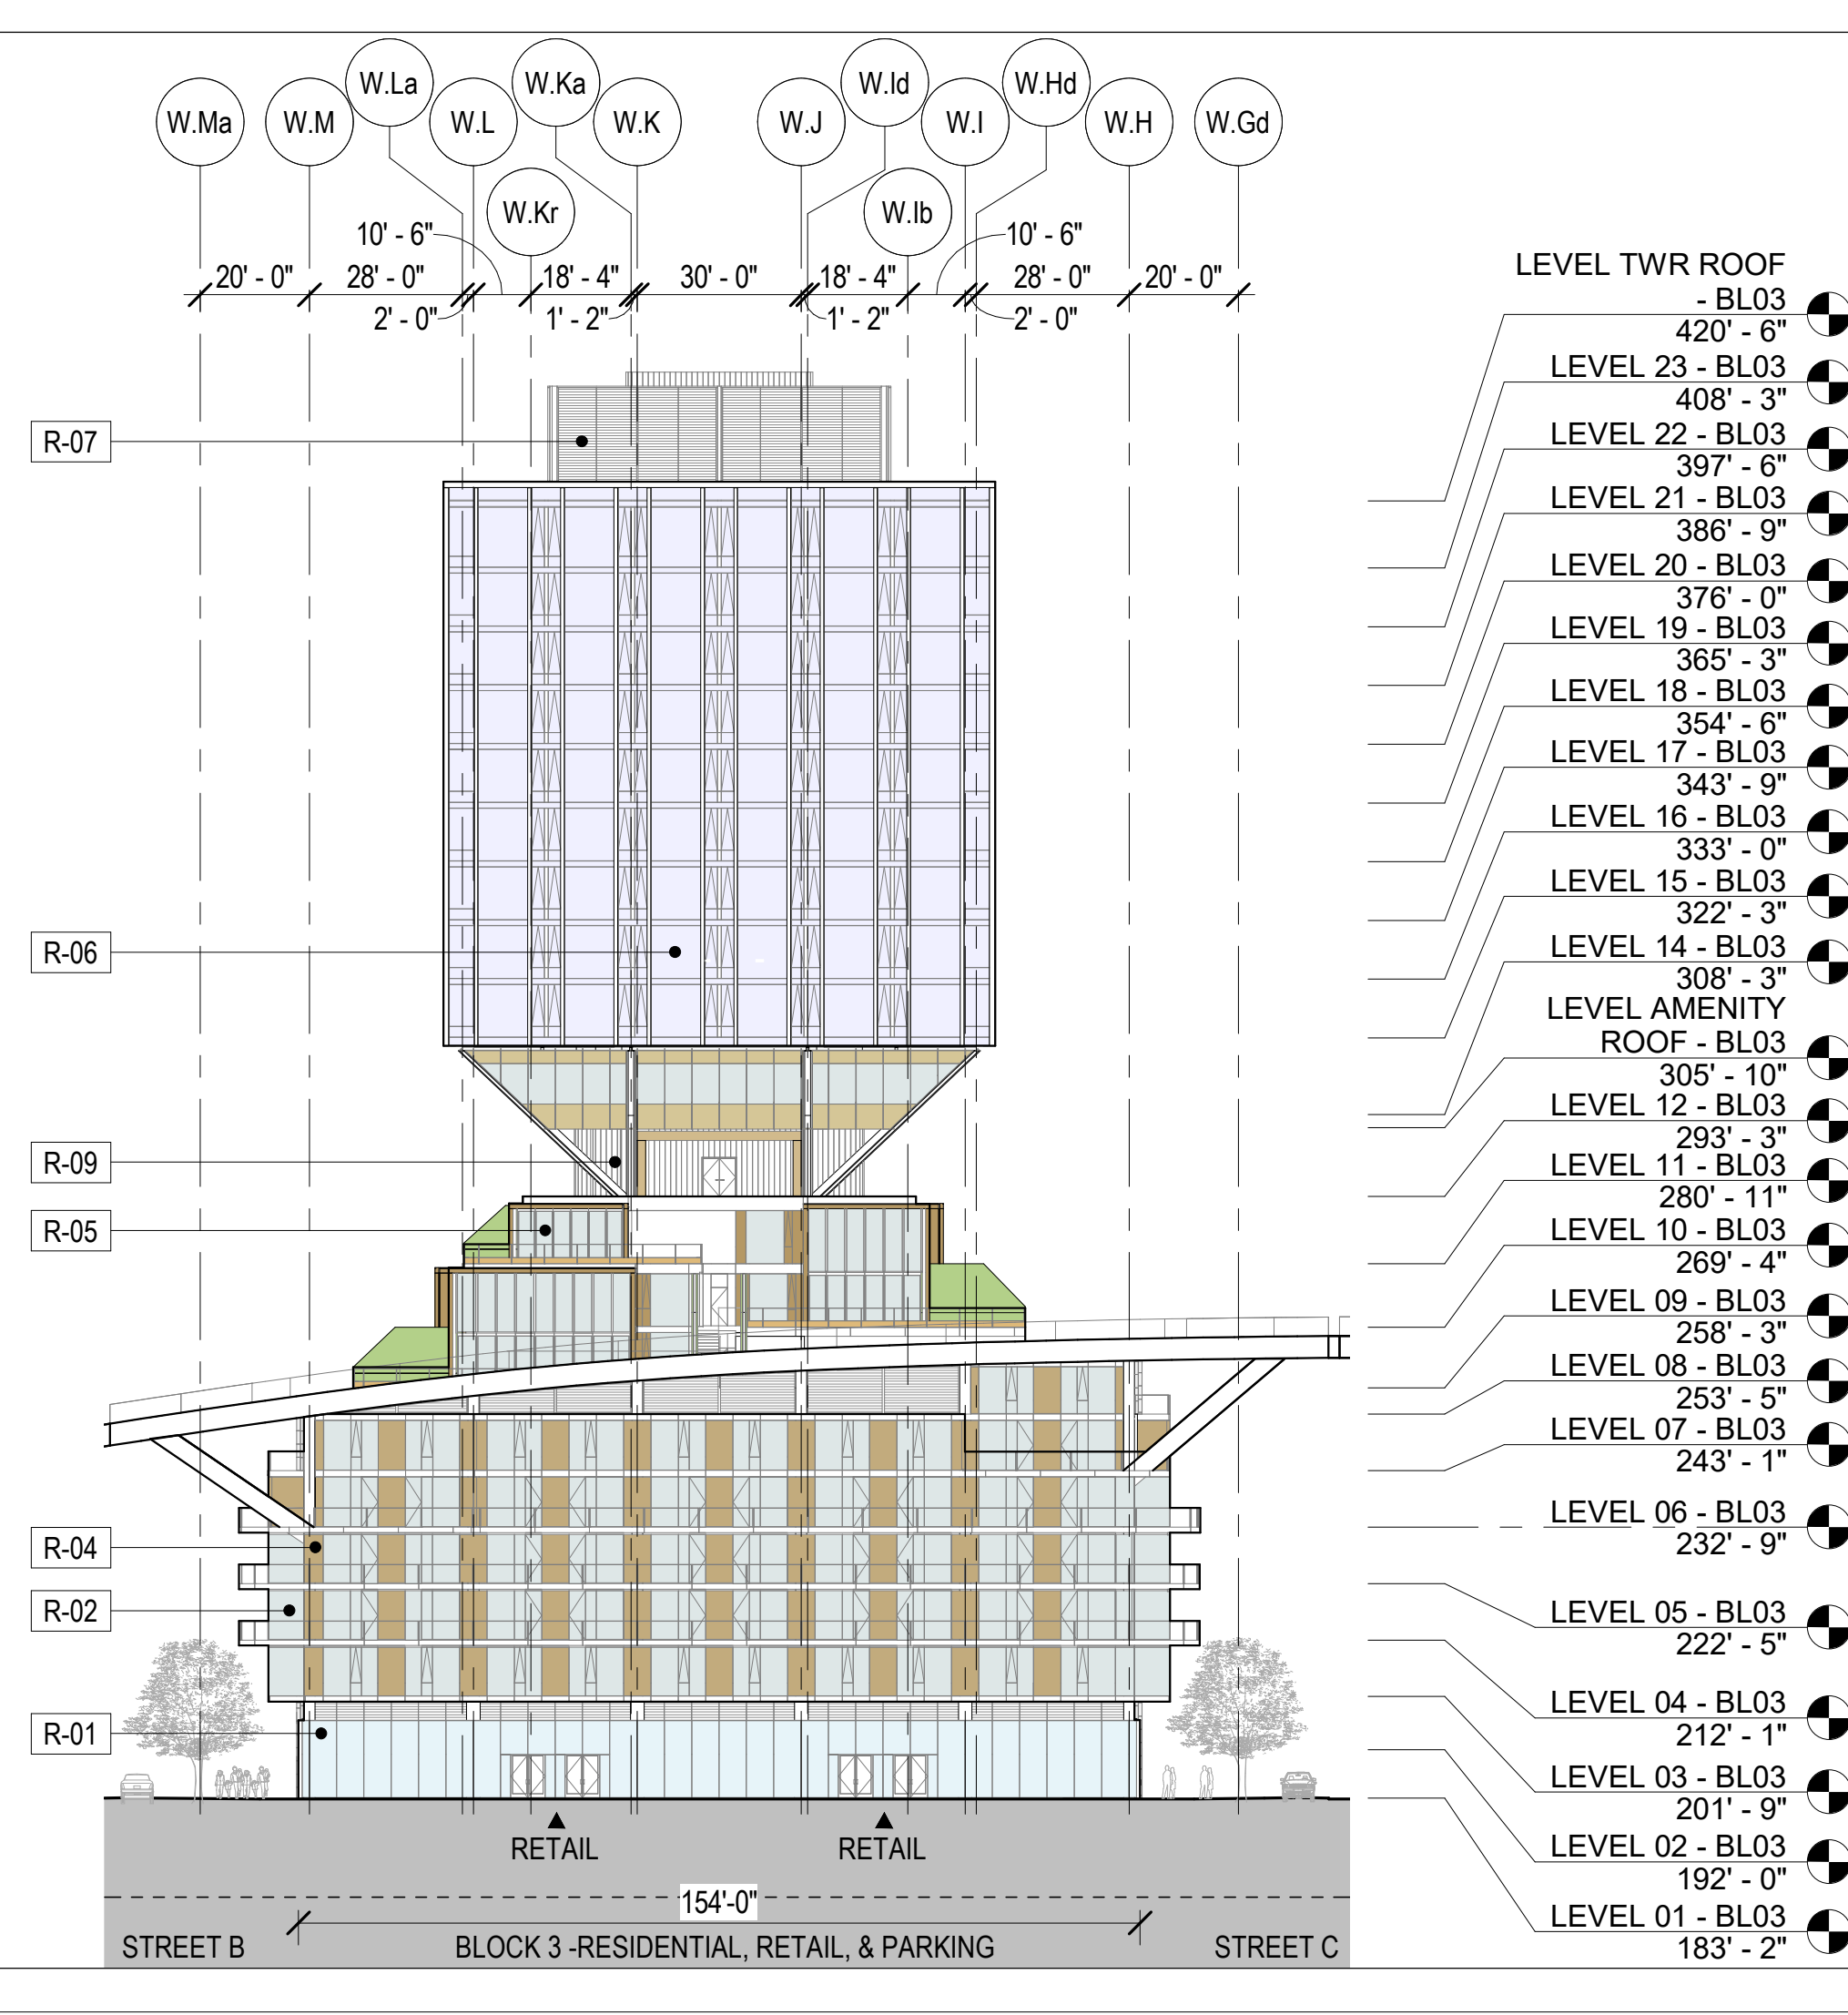 W.La
W.Ka
W.Id
W.Hd
W.Ma
W.M
W.L
W.K
W.J
W.I
W.H
W.Gd
W.Kr
W.Ib
10' - 6"
10' - 6"
20' - 0"
28' - 0"
18' - 4"
30' - 0"
18' - 4"
28' - 0"
20' - 0"
2' - 0"
1' - 2"
1' - 2"
2' - 0"
R-07
R-06
R-09
R-05
R-04
R-02
R-01
LEVEL TWR ROOF
- BL03
420' - 6"
LEVEL 23 - BL03
408' - 3"
LEVEL 22 - BL03
397' - 6"
LEVEL 21 - BL03
386' - 9"
LEVEL 20 - BL03
376' - 0"
LEVEL 19 - BL03
365' - 3"
LEVEL 18 - BL03
354' - 6"
LEVEL 17 - BL03
343' - 9"
LEVEL 16 - BL03
333' - 0"
LEVEL 15 - BL03
322' - 3"
LEVEL 14 - BL03
308' - 3"
LEVEL AMENITY
ROOF - BL03
305' - 10"
LEVEL 12 - BL03
293' - 3"
LEVEL 11 - BL03
280' - 11"
LEVEL 10 - BL03
269' - 4"
LEVEL 09 - BL03
258' - 3"
LEVEL 08 - BL03
253' - 5"
LEVEL 07 - BL03
243' - 1"
LEVEL 06 - BL03
232' - 9"
LEVEL 05 - BL03
222' - 5"
LEVEL 04 - BL03
212' - 1"
LEVEL 03 - BL03
201' - 9"
LEVEL 02 - BL03
192' - 0"
LEVEL 01 - BL03
183' - 2"
RETAIL
RETAIL
154'-0"
STREET B
BLOCK 3 -RESIDENTIAL, RETAIL, & PARKING
STREET C